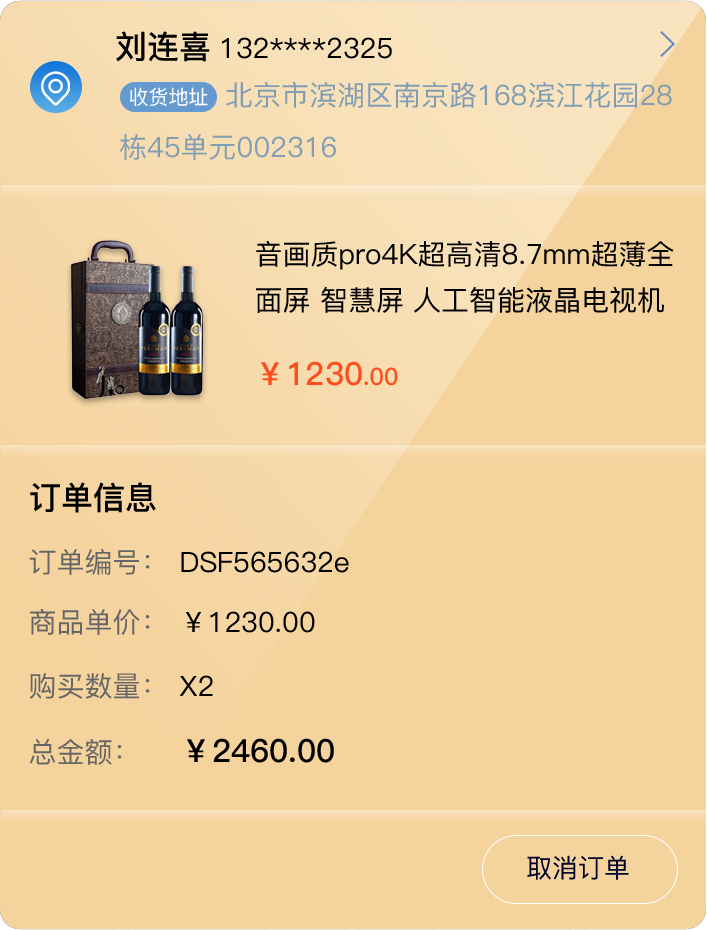 刘连喜 132****2325
收货地址 北京市滨湖区南京路168滨江花园28
栋45单元002316
音画质pro4K超高清8.7mm超薄全
面屏 智慧屏 人工智能液晶电视机
￥1230.00
订单信息
订单编号： DSF565632e
商品单价： ￥1230.00
购买数量： X2
总金额： ￥2460.00
取消订单